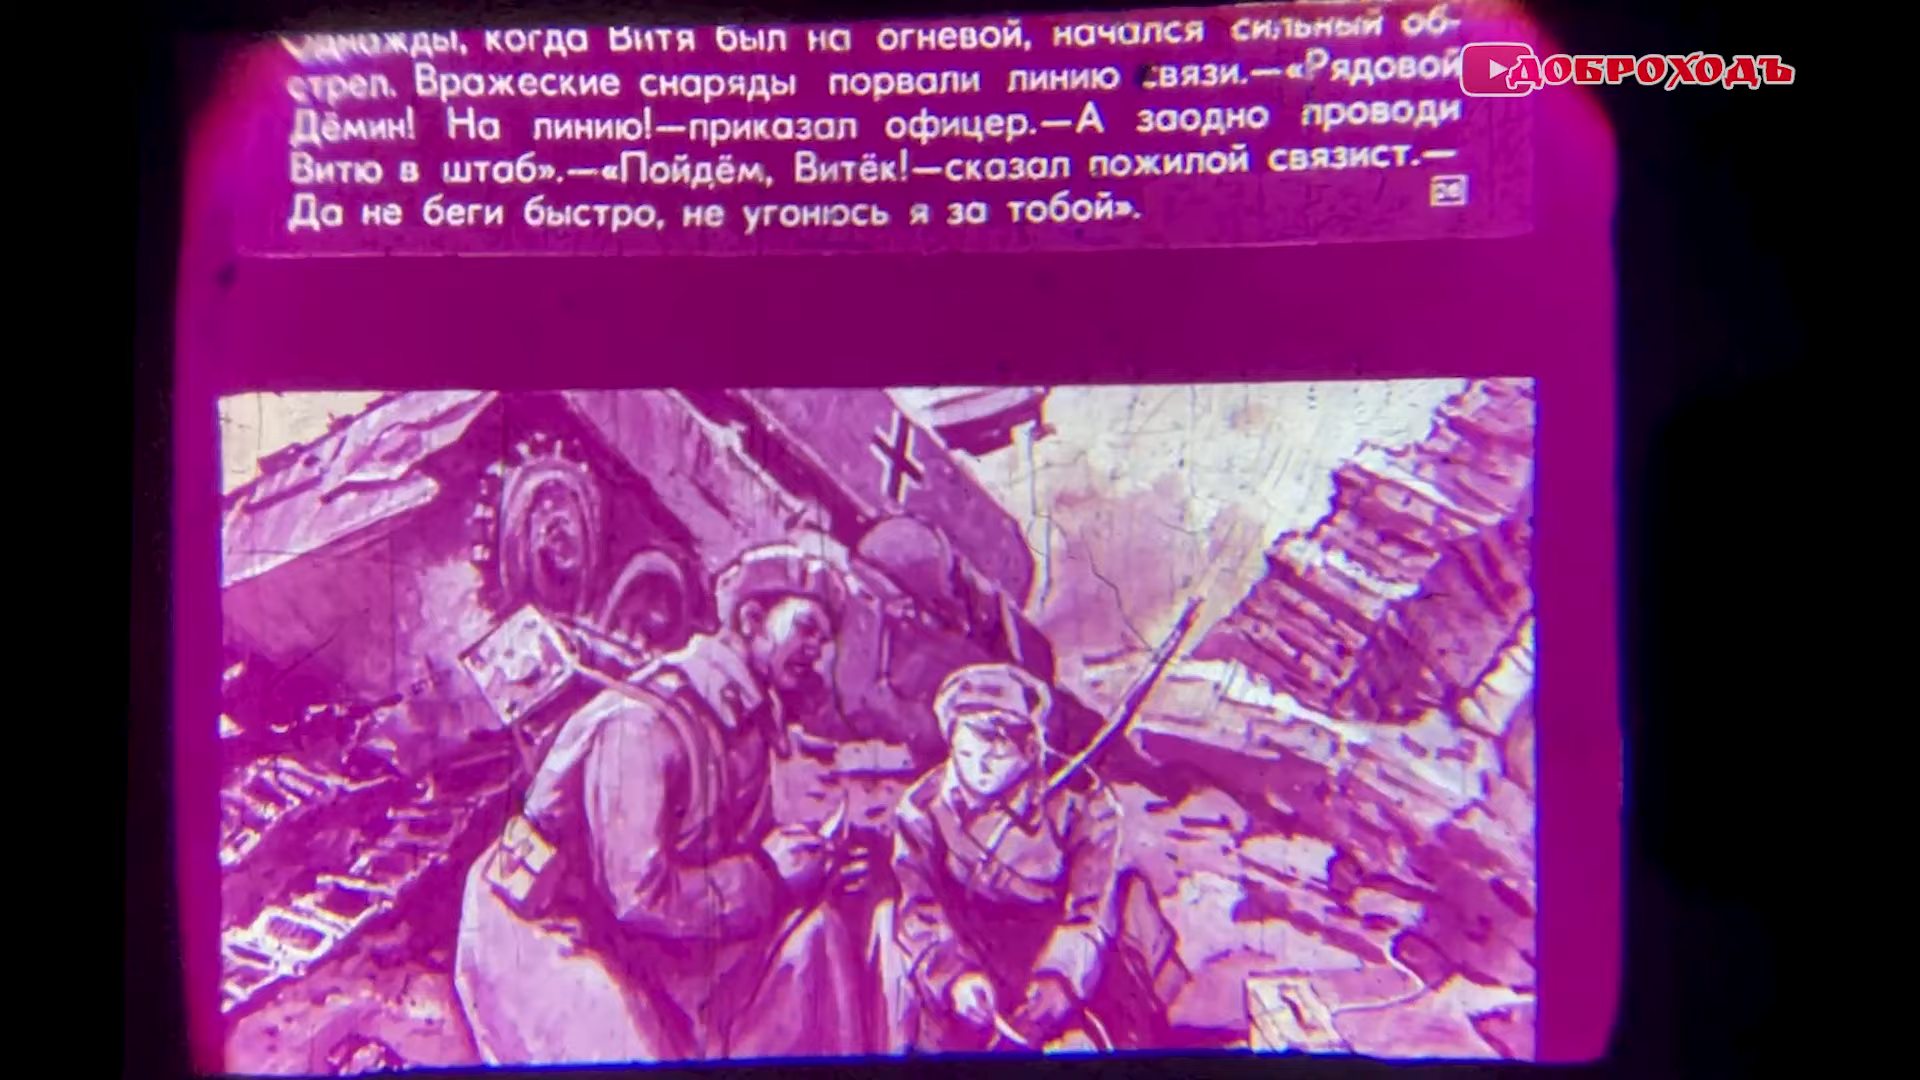 Однажды, когда Витя был на огневой, начался сильный об-
стрел. Вражеские снаряды порвали линию связи.—«Рядовой
Дёмин! На линию!—приказал офицер.—А заодно проводи
Витю в штаб».—«Пойдём, Витёк!—сказал пожилой связист.—
Да не беги быстро, не угонюсь я за тобой».
ДОБРОХОДЪ